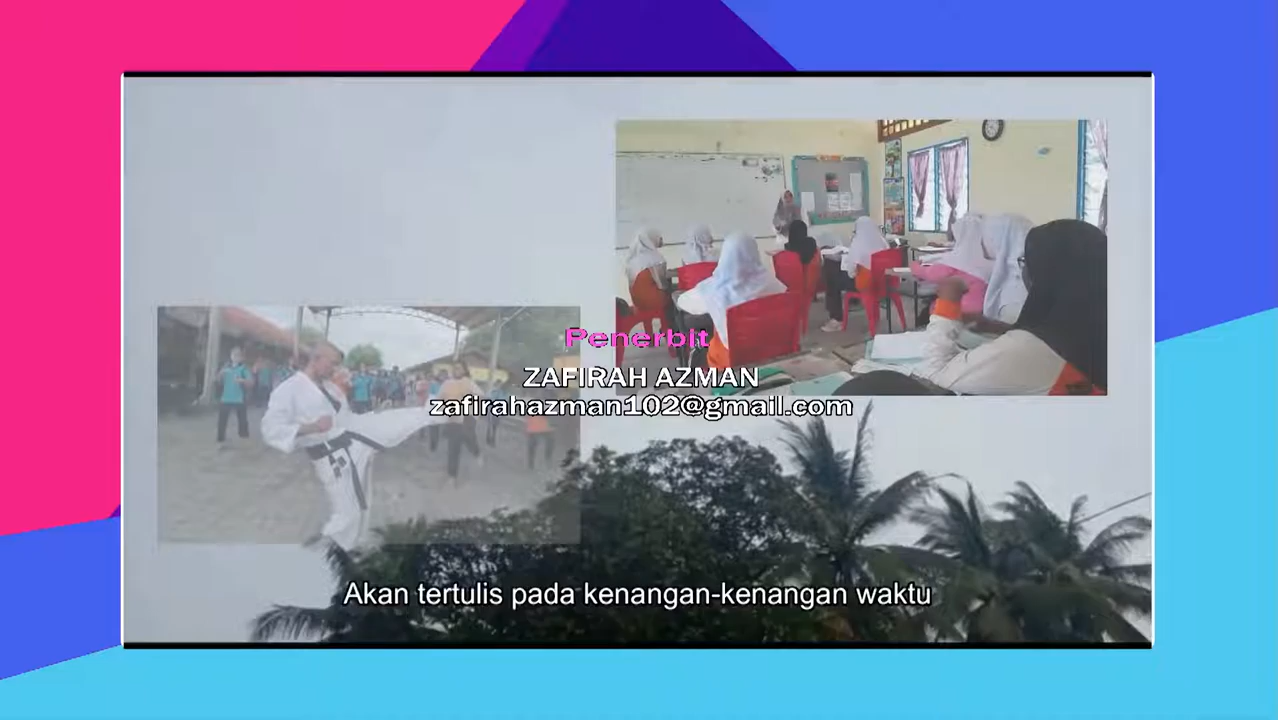 Penerbit
ZAFIRAH AZMAN
zafirahazman102@gmail.com
Akan tertulis pada kenangan-kenangan waktu